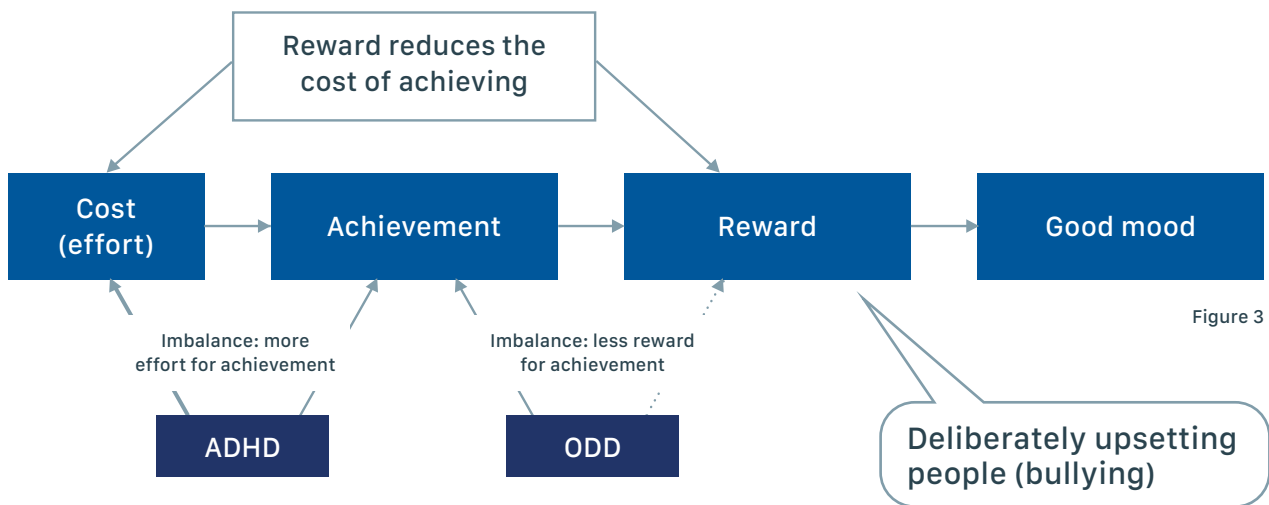 Reward reduces the
cost of achieving
Cost
(effort)
Achievement
Reward
Good mood
Figure 3
Imbalance: more
effort for achievement
Imbalance: less reward
for achievement
ADHD
ODD
Deliberately upsetting
people (bullying)